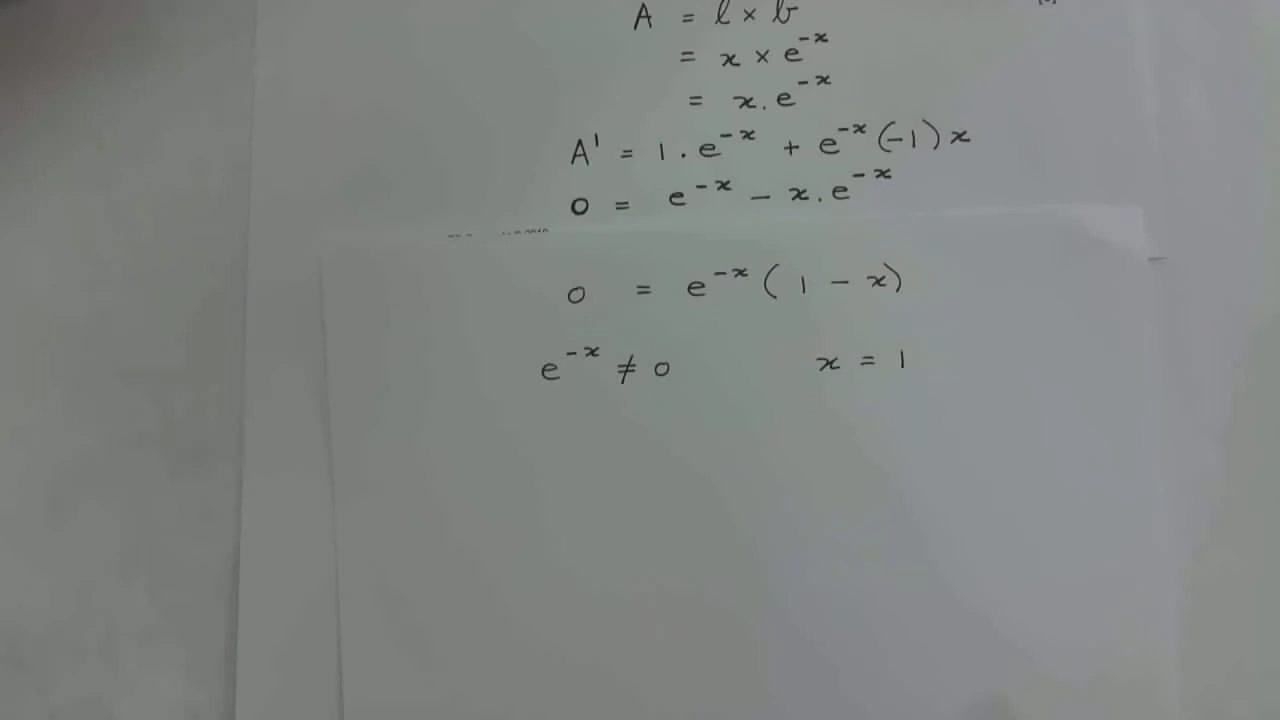 A = l × b
= x × e^{-x}
= x.e^{-x}
A' = 1.e^{-x} + e^{-x}(-1)x
0 = e^{-x} - x.e^{-x}
0 = e^{-x}(1 - x)
e^{-x} ≠ 0 x = 1